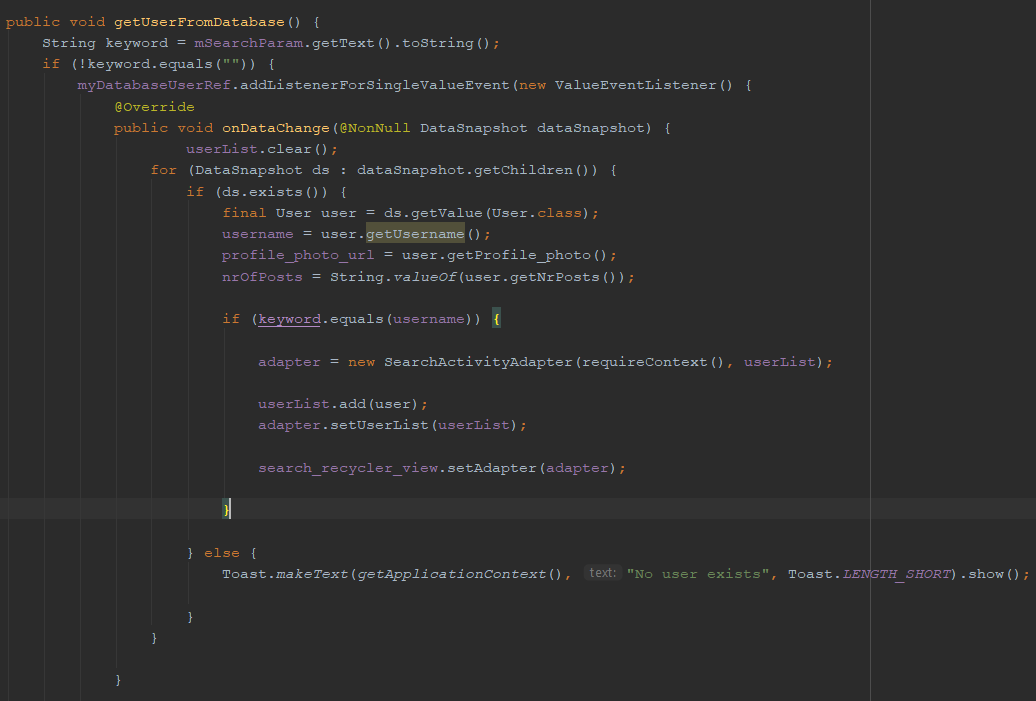 public void getUserFromDatabase() {
String keyword = mSearchParam.getText().toString();
if (!keyword.equals("")) {
myDatabaseUserRef.addListenerForSingleValueEvent(new ValueEventListener() {
@Override
public void onDataChange(@NonNull DataSnapshot dataSnapshot) {
userList.clear();
for (DataSnapshot ds : dataSnapshot.getChildren()) {
if (ds.exists()) {
final User user = ds.getValue(User.class);
username = user.getUsername();
profile_photo_url = user.getProfile_photo();
nrOfPosts = String.valueOf(user.getNrPosts());
if (keyword.equals(username)) {
adapter = new SearchActivityAdapter(requireContext(), userList);
userList.add(user);
adapter.setUserList(userList);
search_recycler_view.setAdapter(adapter);
}
} else {
Toast.makeText(getApplicationContext(), text: "No user exists", Toast.LENGTH_SHORT).show();
}
}
}